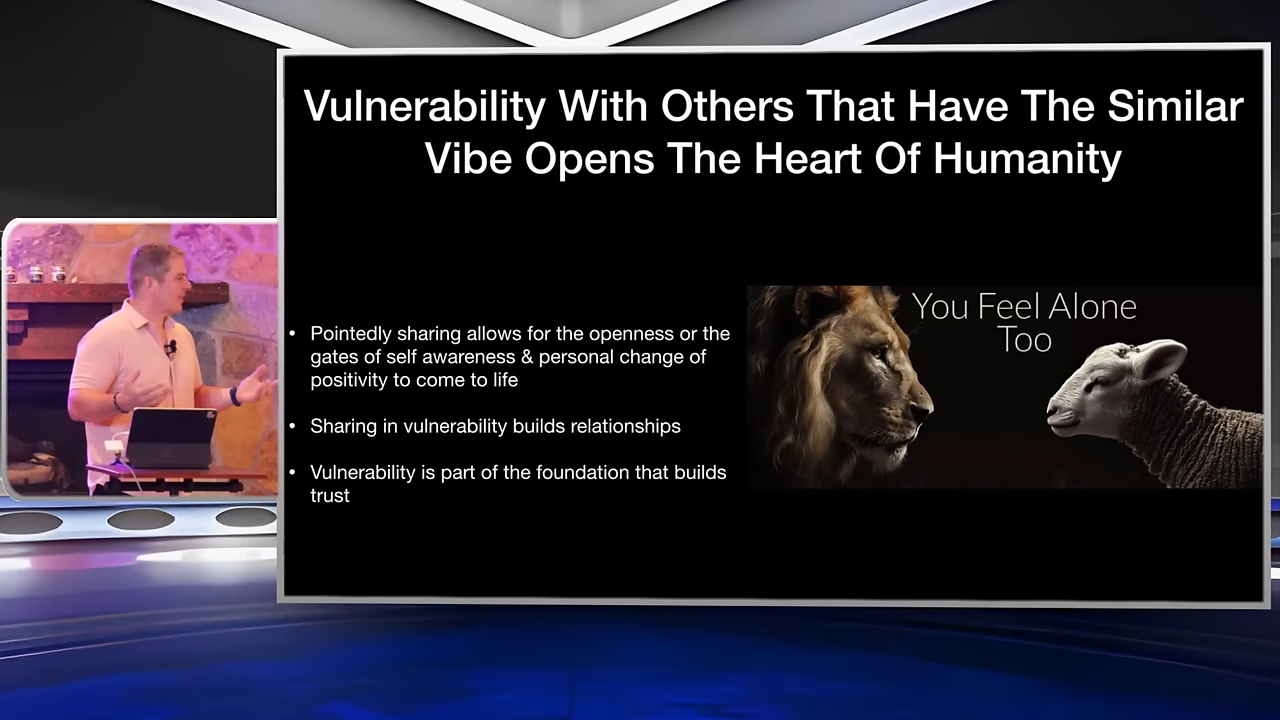 Vulnerability With Others That Have The Similar
Vibe Opens The Heart Of Humanity
• Pointedly sharing allows for the openness or the
gates of self awareness & personal change of
positivity to come to life
• Sharing in vulnerability builds relationships
• Vulnerability is part of the foundation that builds
trust
You Feel Alone
Too